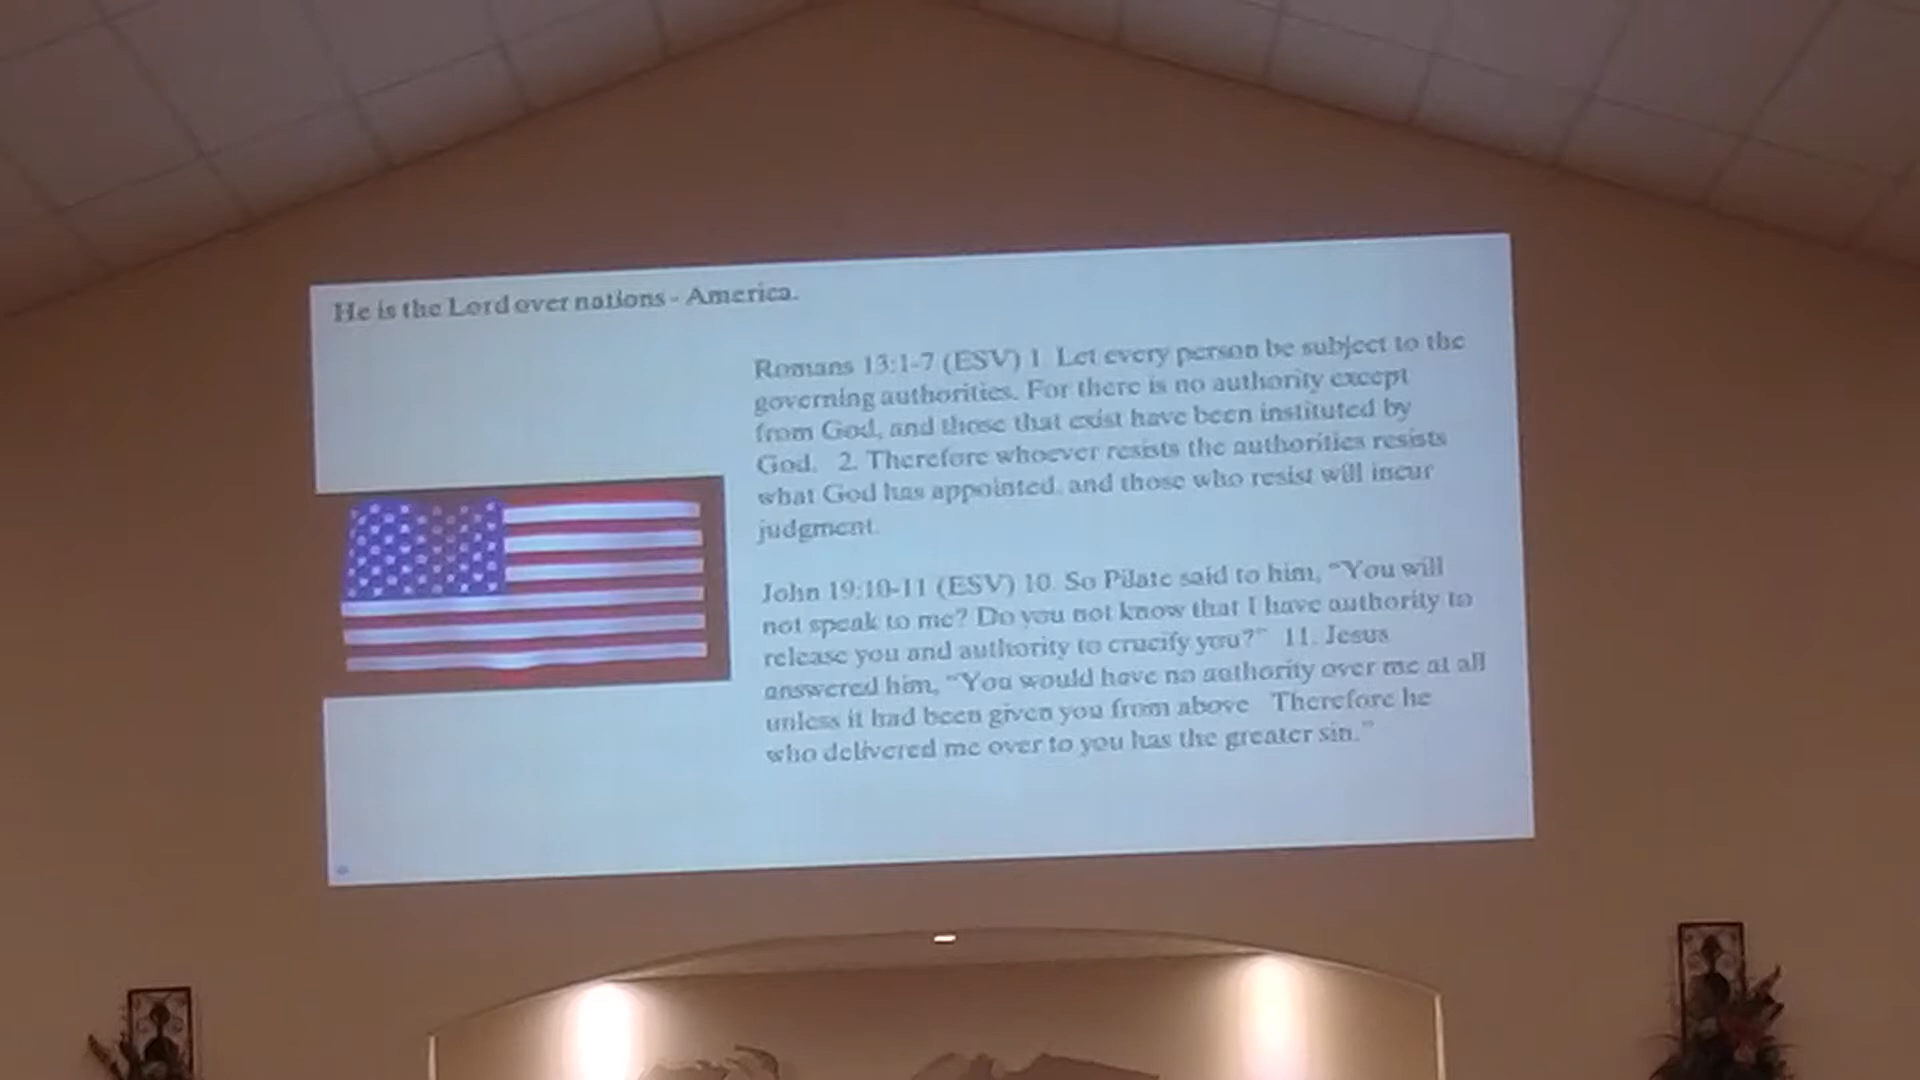 He is the Lord over nations - America.
Romans 13:1-7 (ESV) 1 Let every person be subject to the
governing authorities. For there is no authority except
from God, and those that exist have been instituted by
God. 2. Therefore whoever resists the authorities resists
what God has appointed, and those who resist will incur
judgment.
John 19:10-11 (ESV) 10. So Pilate said to him, “You will
not speak to me? Do you not know that I have authority to
release you and authority to crucify you?” 11. Jesus
answered him, “You would have no authority over me at all
unless it had been given you from above Therefore he
who delivered me over to you has the greater sin.”